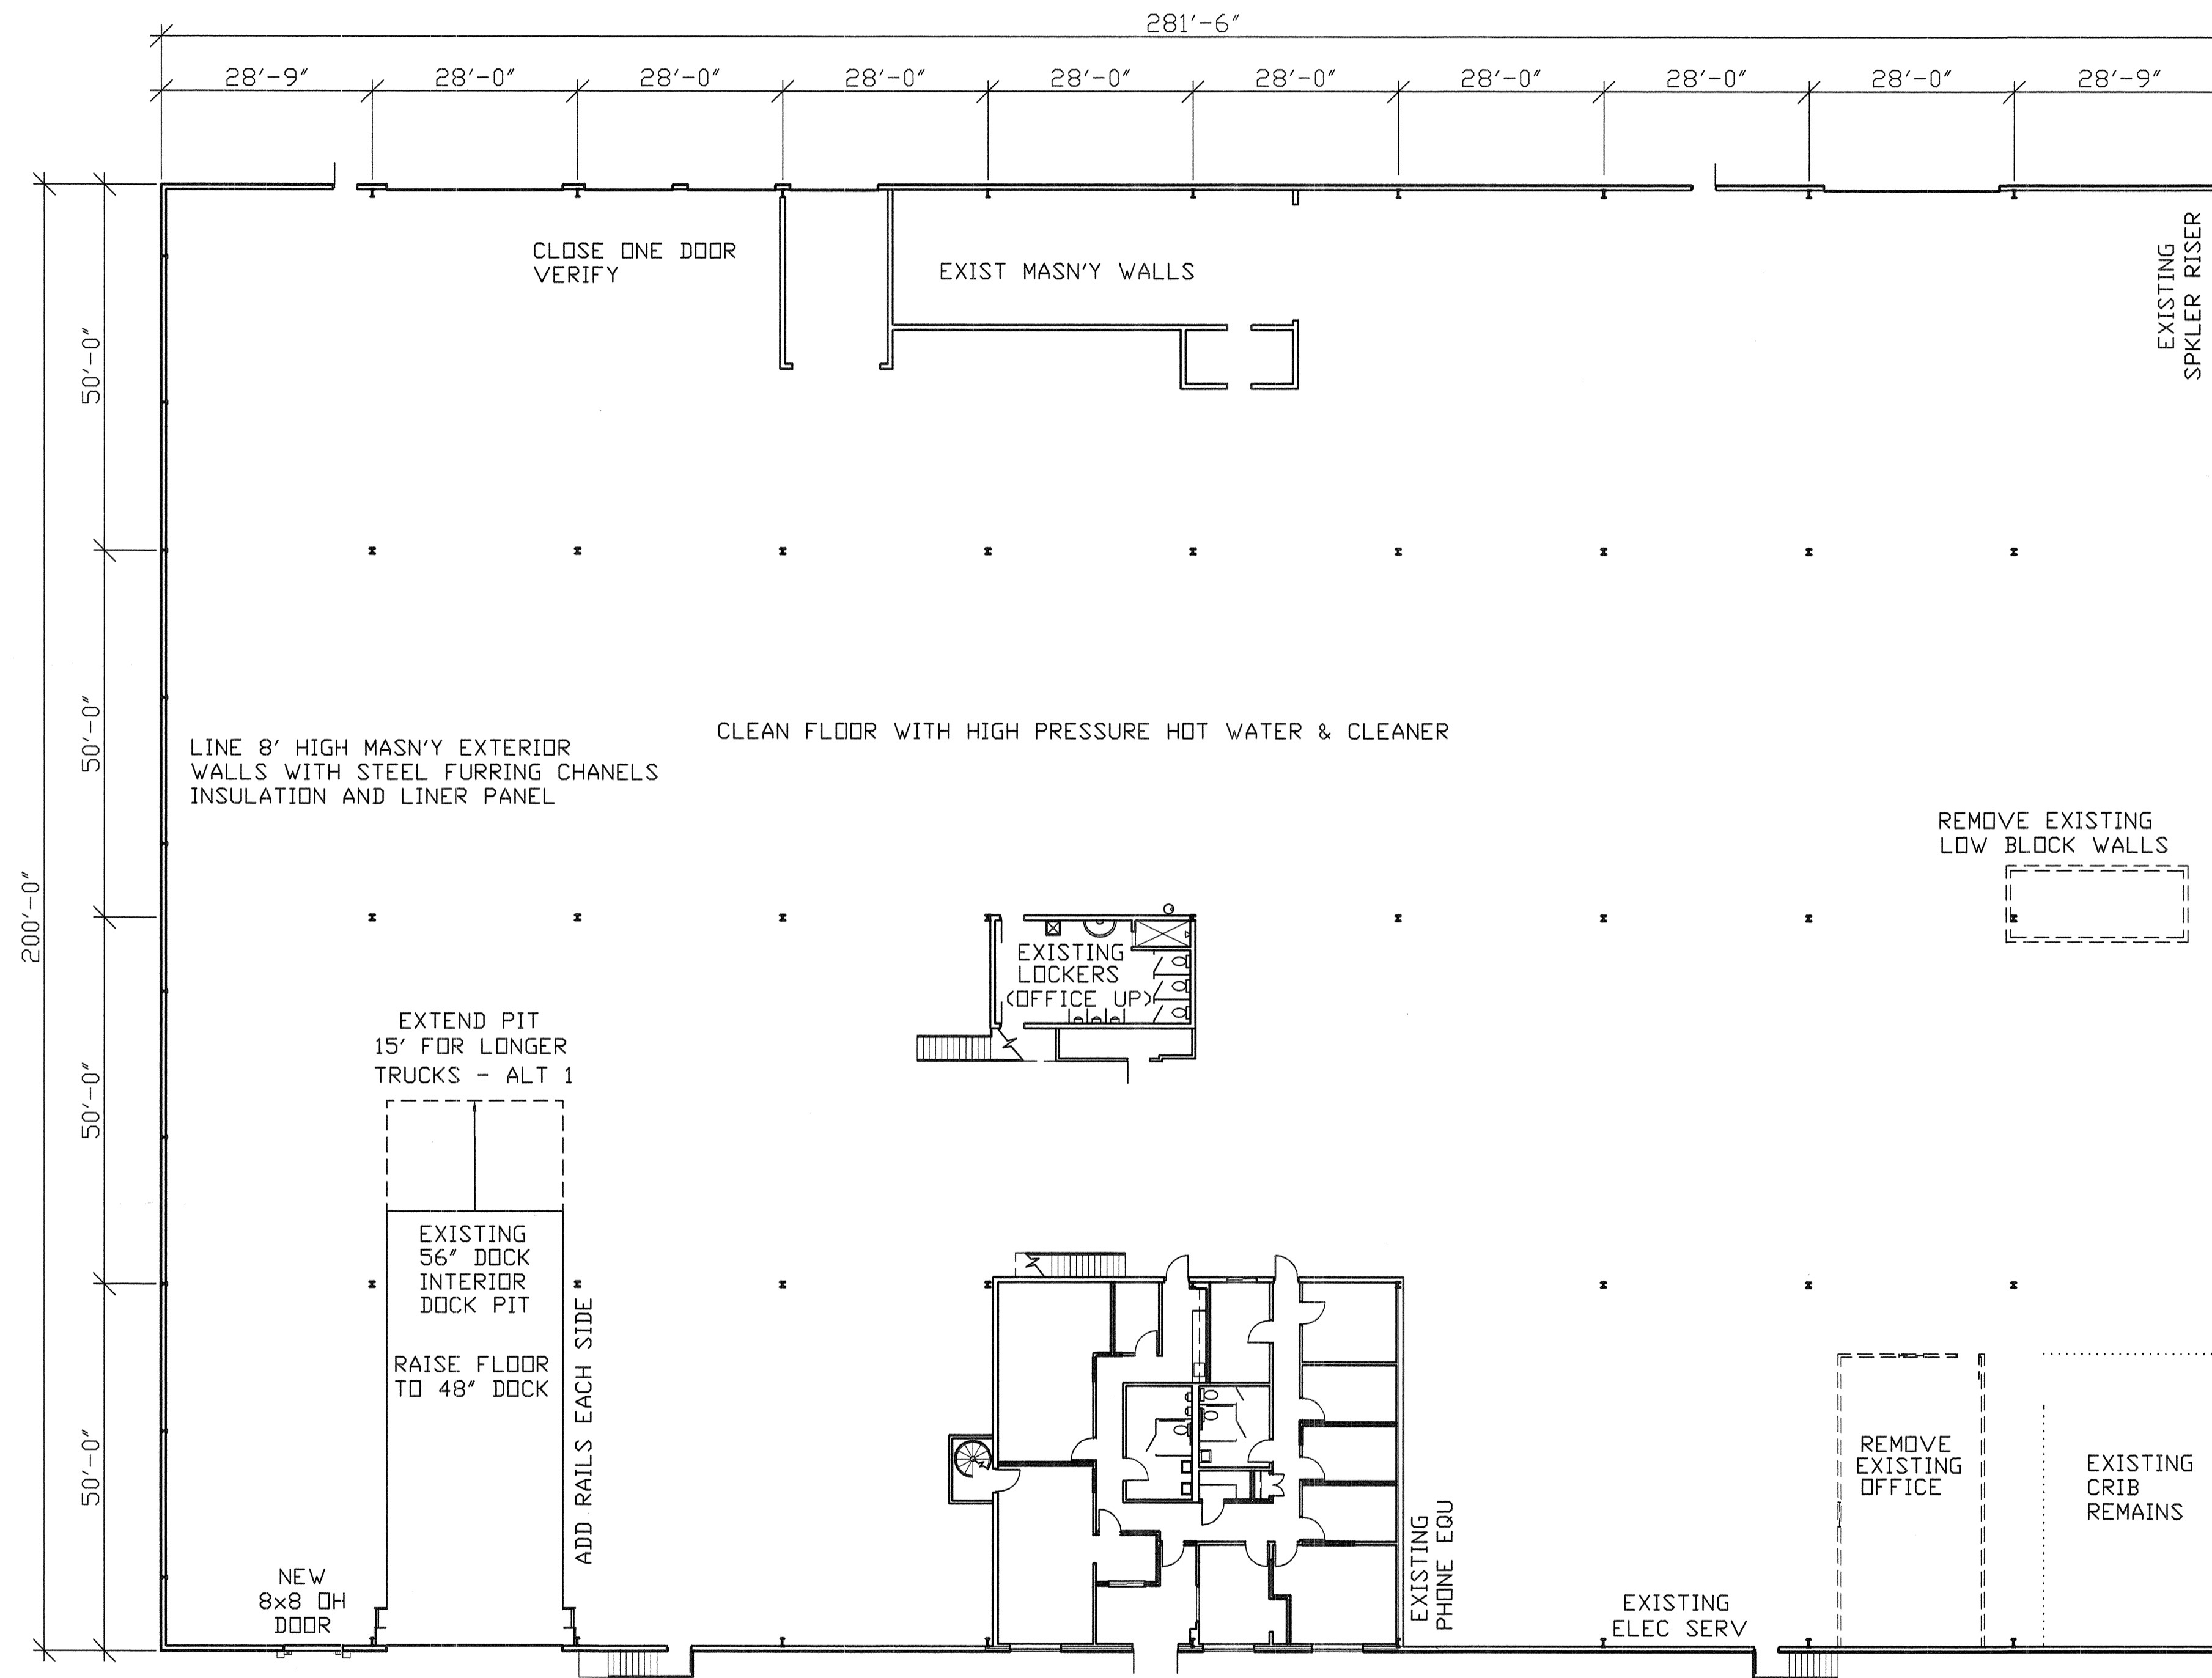 281'-6"
28'-9"
28'-0"
28'-0"
28'-0"
28'-0"
28'-0"
28'-0"
28'-0"
28'-0"
28'-9"
CLOSE ONE DOOR
VERIFY
EXIST MASN'Y WALLS
EXISTING
SPKLER RISER
50'-0"
50'-0"
LINE 8' HIGH MASN'Y EXTERIOR
WALLS WITH STEEL FURRING CHANELS
INSULATION AND LINER PANEL
CLEAN FLOOR WITH HIGH PRESSURE HOT WATER & CLEANER
REMOVE EXISTING
LOW BLOCK WALLS
200'-0"
EXISTING
LOCKERS
(OFFICE UP)
EXTEND PIT
15' FOR LONGER
TRUCKS - ALT 1
50'-0"
EXISTING
56" DOCK
INTERIOR
DOCK PIT
RAISE FLOOR
TO 48" DOCK
ADD RAILS EACH SIDE
50'-0"
REMOVE
EXISTING
OFFICE
EXISTING
CRIB
REMAINS
EXISTING
PHONE EQU
NEW
8x8 OH
DOOR
EXISTING
ELEC SERV